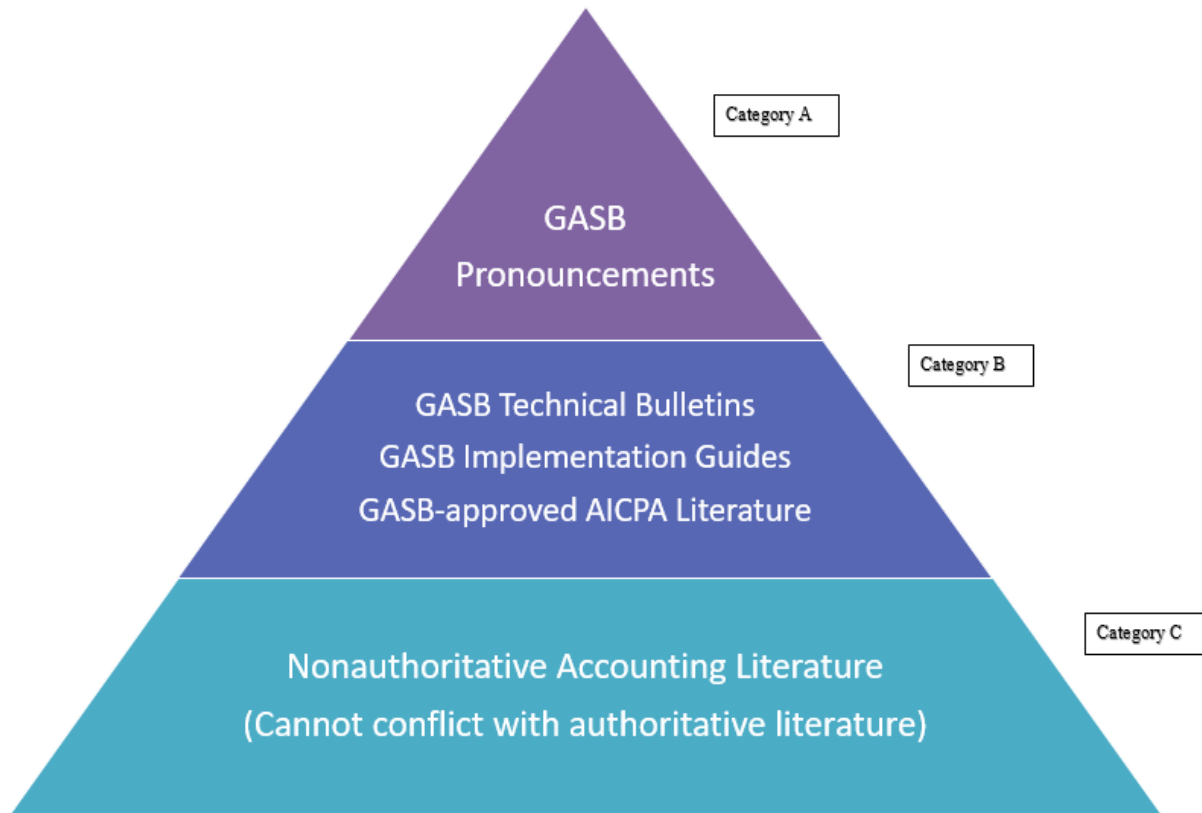 Category A
GASB
Pronouncements
Category B
GASB Technical Bulletins
GASB Implementation Guides
GASB-approved AICPA Literature
Category C
Nonauthoritative Accounting Literature
(Cannot conflict with authoritative literature)